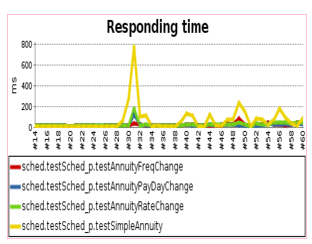 Responding time
800
600
400
200
0
ms
#14 #16 #18 #20 #22 #24 #26 #28 #30 #32 #34 #36 #38 #40 #42 #44 #46 #48 #50 #52 #54 #56 #58 #60
sched.testSched_p.testAnnuityFreqChange
sched.testSched_p.testAnnuityPayDayChange
sched.testSched_p.testAnnuityRateChange
sched.testSched_p.testSimpleAnnuity